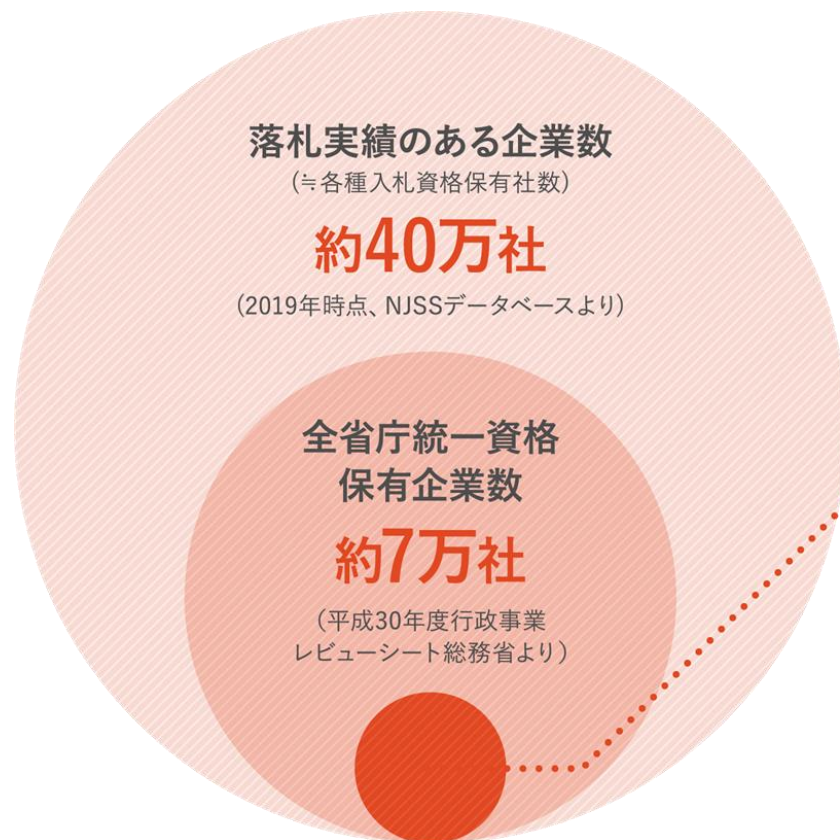 落札実績のある企業数
(≒各種入札資格保有社数)
約40万社
(2019年時点、NJSSデータベースより)
全省庁統一資格
保有企業数
約7万社
(平成30年度行政事業
レビューシート総務省より)